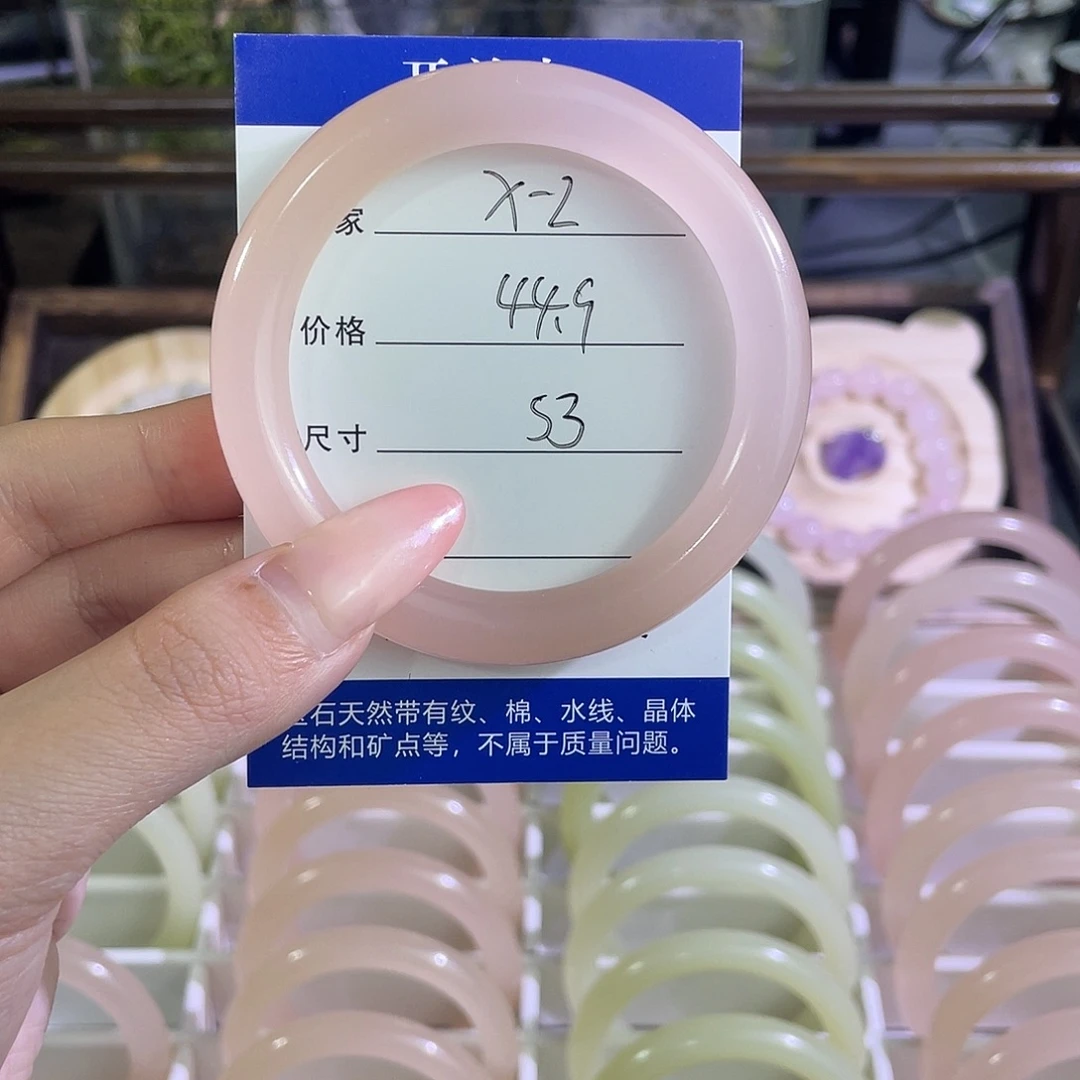 家 X-2
价格 44.9
尺寸 53
石天然带有纹、棉、水线、晶体
结构和矿点等，不属于质量问题。